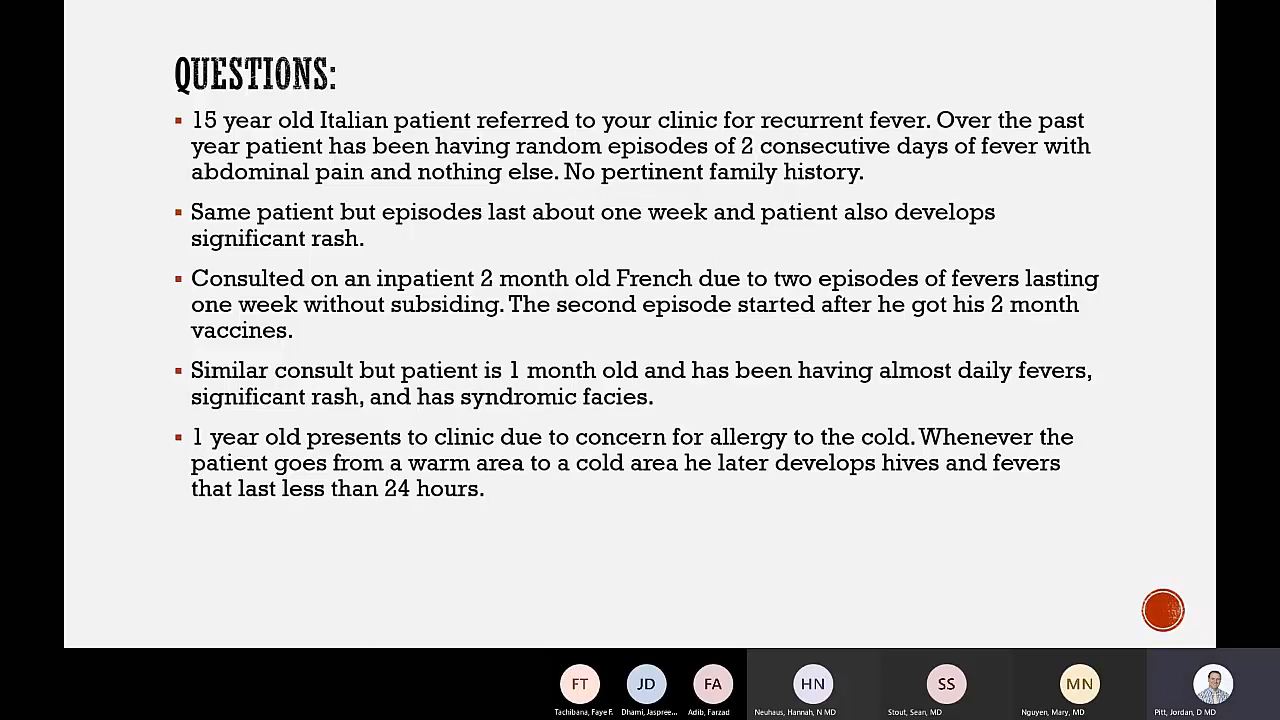 QUESTIONS:
▪ 15 year old Italian patient referred to your clinic for recurrent fever. Over the past
year patient has been having random episodes of 2 consecutive days of fever with
abdominal pain and nothing else. No pertinent family history.
▪ Same patient but episodes last about one week and patient also develops
significant rash.
▪ Consulted on an inpatient 2 month old French due to two episodes of fevers lasting
one week without subsiding. The second episode started after he got his 2 month
vaccines.
▪ Similar consult but patient is 1 month old and has been having almost daily fevers,
significant rash, and has syndromic facies.
▪ 1 year old presents to clinic due to concern for allergy to the cold. Whenever the
patient goes from a warm area to a cold area he later develops hives and fevers
that last less than 24 hours.
FT JD FA HN SS MN
Tachibana, Faye F. Dhami, Jaspree... Adib, Farzad Neuhaus, Hannah, N MD Stout, Sean, MD Nguyen, Mary, MD Pitt, Jordan, D MD